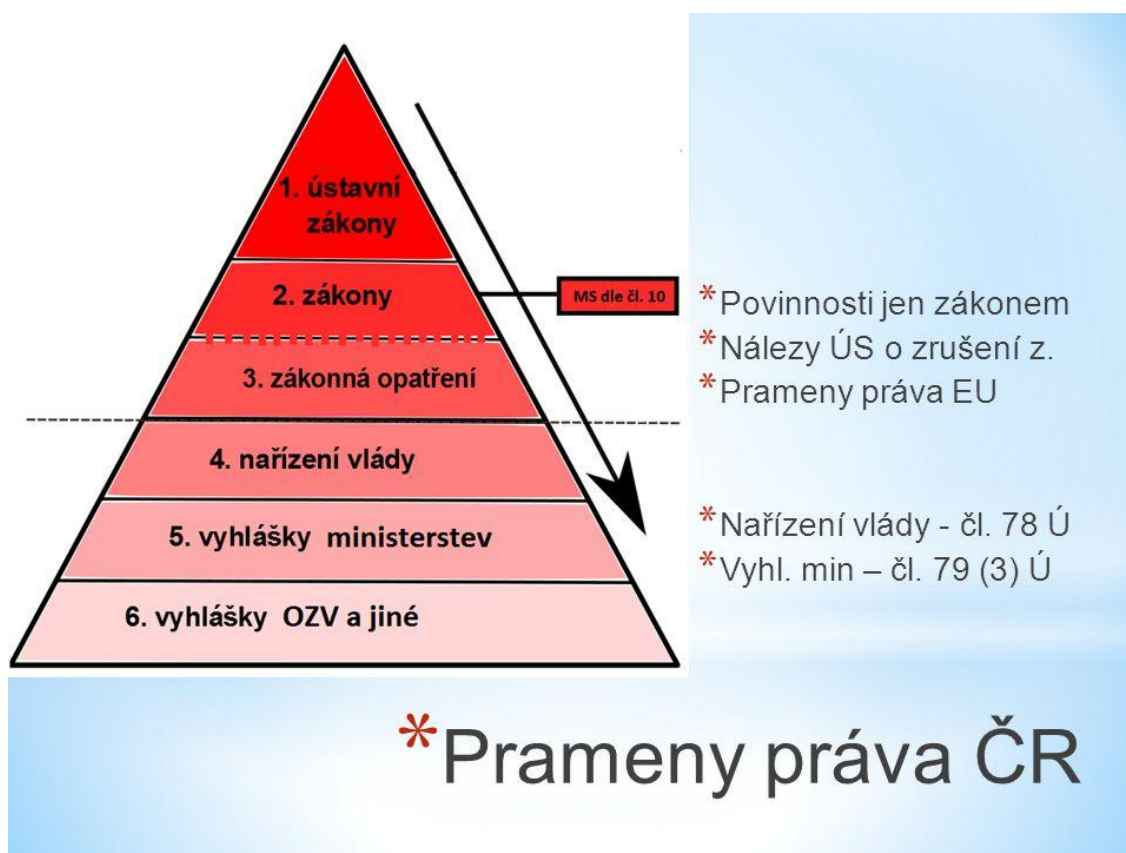 1. ústavní
zákony
2. zákony
MS dle čl. 10
3. zákonná opatření
4. nařízení vlády
5. vyhlášky ministerstev
6. vyhlášky OZV a jiné
* Povinnosti jen zákonem
* Nálezy ÚS o zrušení z.
* Prameny práva EU
* Nařízení vlády - čl. 78 Ú
* Vyhl. min – čl. 79 (3) Ú
* Prameny práva ČR